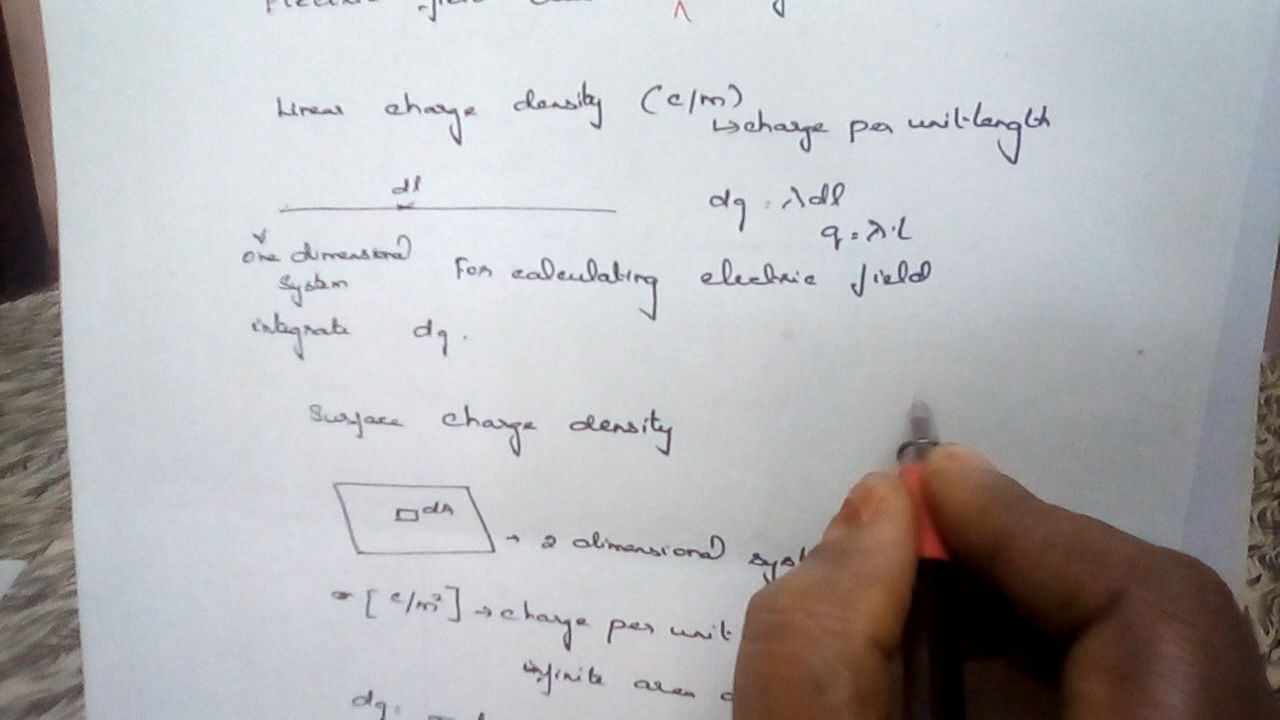 Linear charge density (c/m)
↳charge per unit length
dl
dq = λdl
q = λ.L
one dimensional
system
For calculating electric field
integrate dq.
Surface charge density
dA
→ 2 dimensional
σ [c/m²] → charge per unit
infinite area
dq =